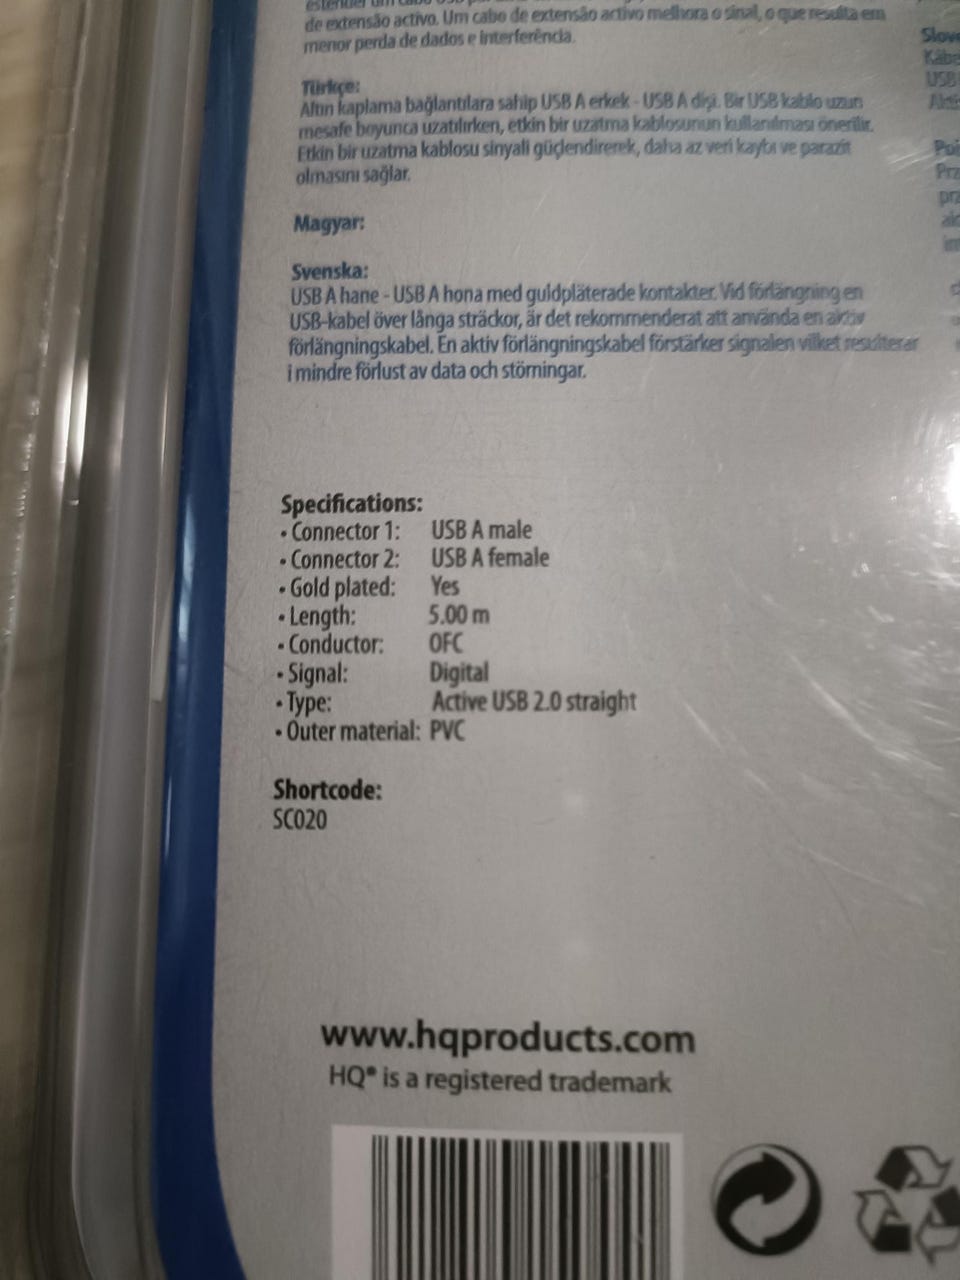 estender um cabo USB
de extensão activo. Um cabo de extensão activo melhora o sinal, o que resulta em
menor perda de dados e interferência.
Türkçe:
Altın kaplama bağlantılara sahip USB A erkek - USB A dişi. Bir USB kablo uzun
mesafe boyunca uzatılırken, etkin bir uzatma kablosunun kullanılması önerilir.
Etkin bir uzatma kablosu sinyali güçlendirerek, daha az veri kaybı ve parazit
olmasını sağlar.
Magyar:
Svenska:
USB A hane - USB A hona med guldpläterade kontakter. Vid förlängning en
USB-kabel över långa sträckor, är det rekommenderat att använda en aktiv
förlängningskabel. En aktiv förlängningskabel förstärker signalen vilket resulterar
i mindre förlust av data och störningar.
Specifications:
• Connector 1: USB A male
• Connector 2: USB A female
• Gold plated: Yes
• Length: 5.00 m
• Conductor: OFC
• Signal: Digital
• Type: Active USB 2.0 straight
• Outer material: PVC
Shortcode:
SC020
www.hqproducts.com
HQ® is a registered trademark
USB